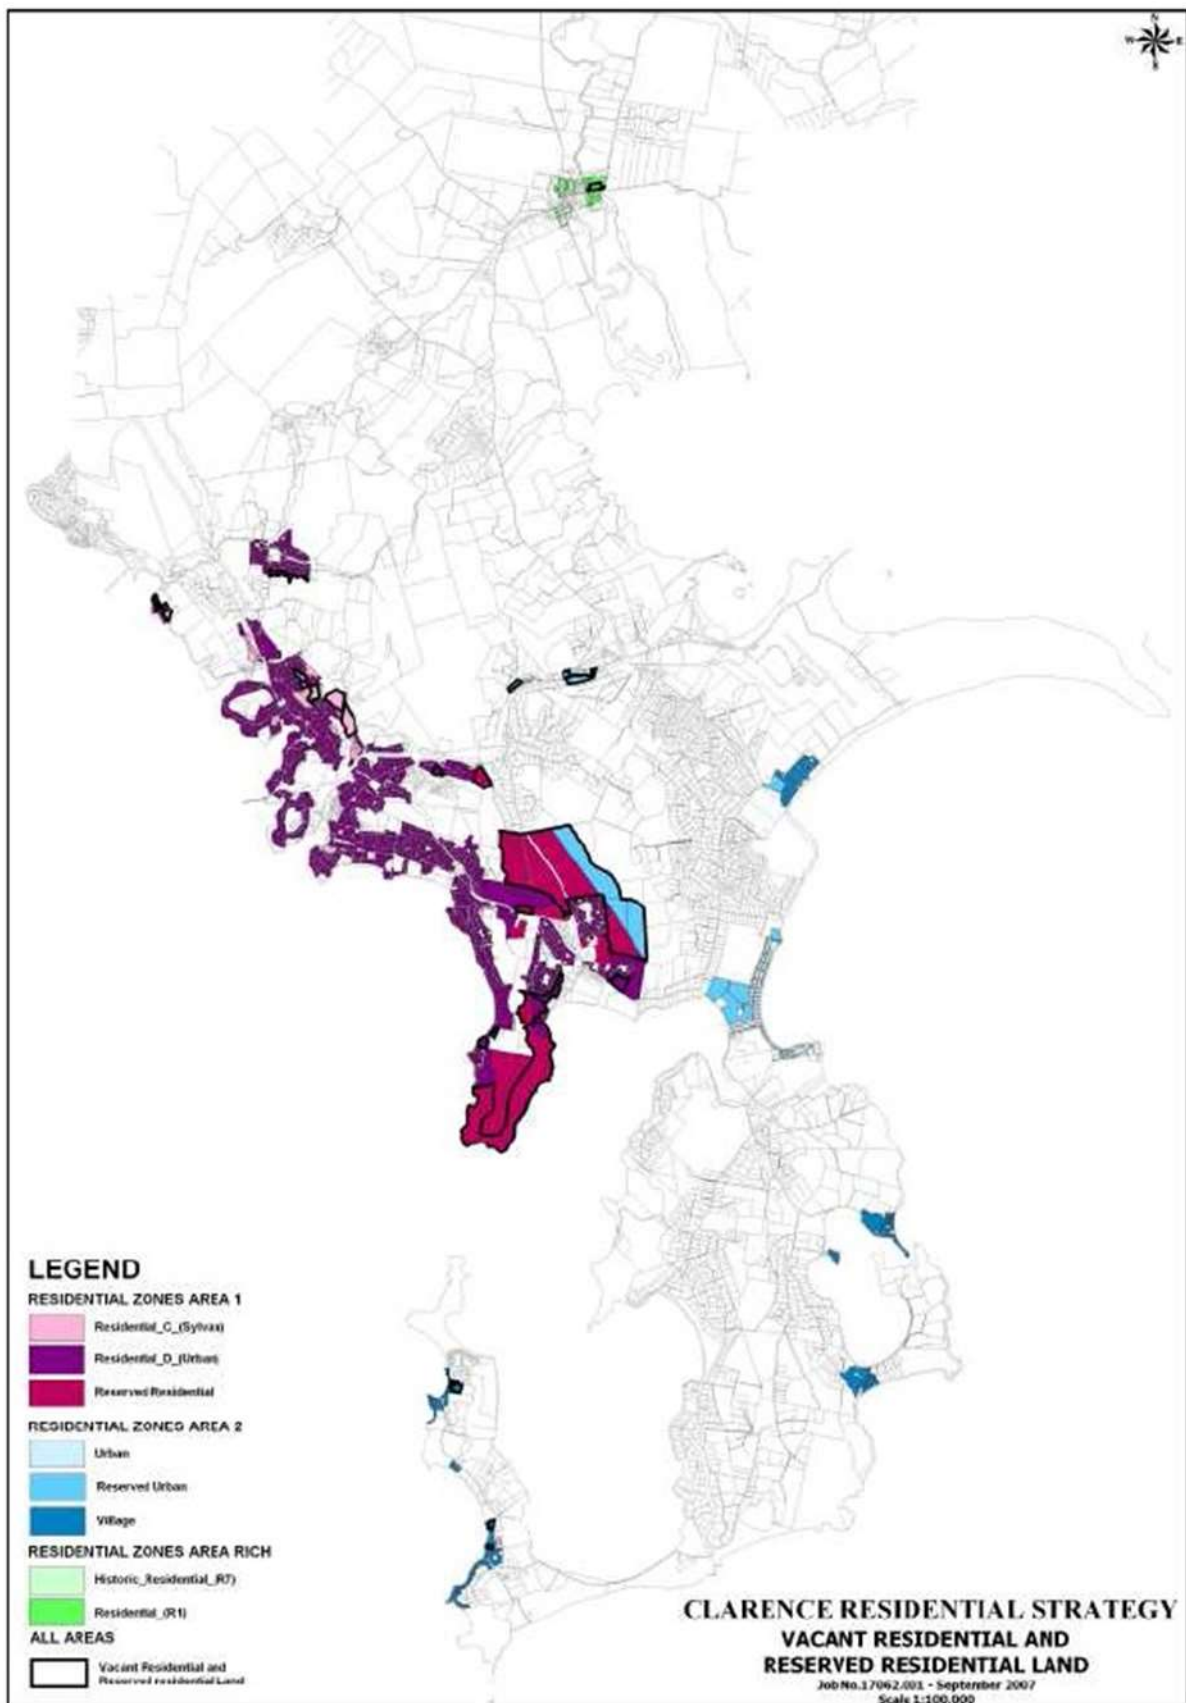 N
W E
S
LEGEND
RESIDENTIAL ZONES AREA 1
Residential_C_(Sylvan)
Residential_D_(Urban)
Reserved Residential
RESIDENTIAL ZONES AREA 2
Urban
Reserved Urban
Village
RESIDENTIAL ZONES AREA RICH
Historic_Residential_(R7)
Residential_(R1)
ALL AREAS
Vacant Residential and
Reserved residential Land
CLARENCE RESIDENTIAL STRATEGY
VACANT RESIDENTIAL AND
RESERVED RESIDENTIAL LAND
Job No.17062.001 - September 2007
Scale 1:100,000